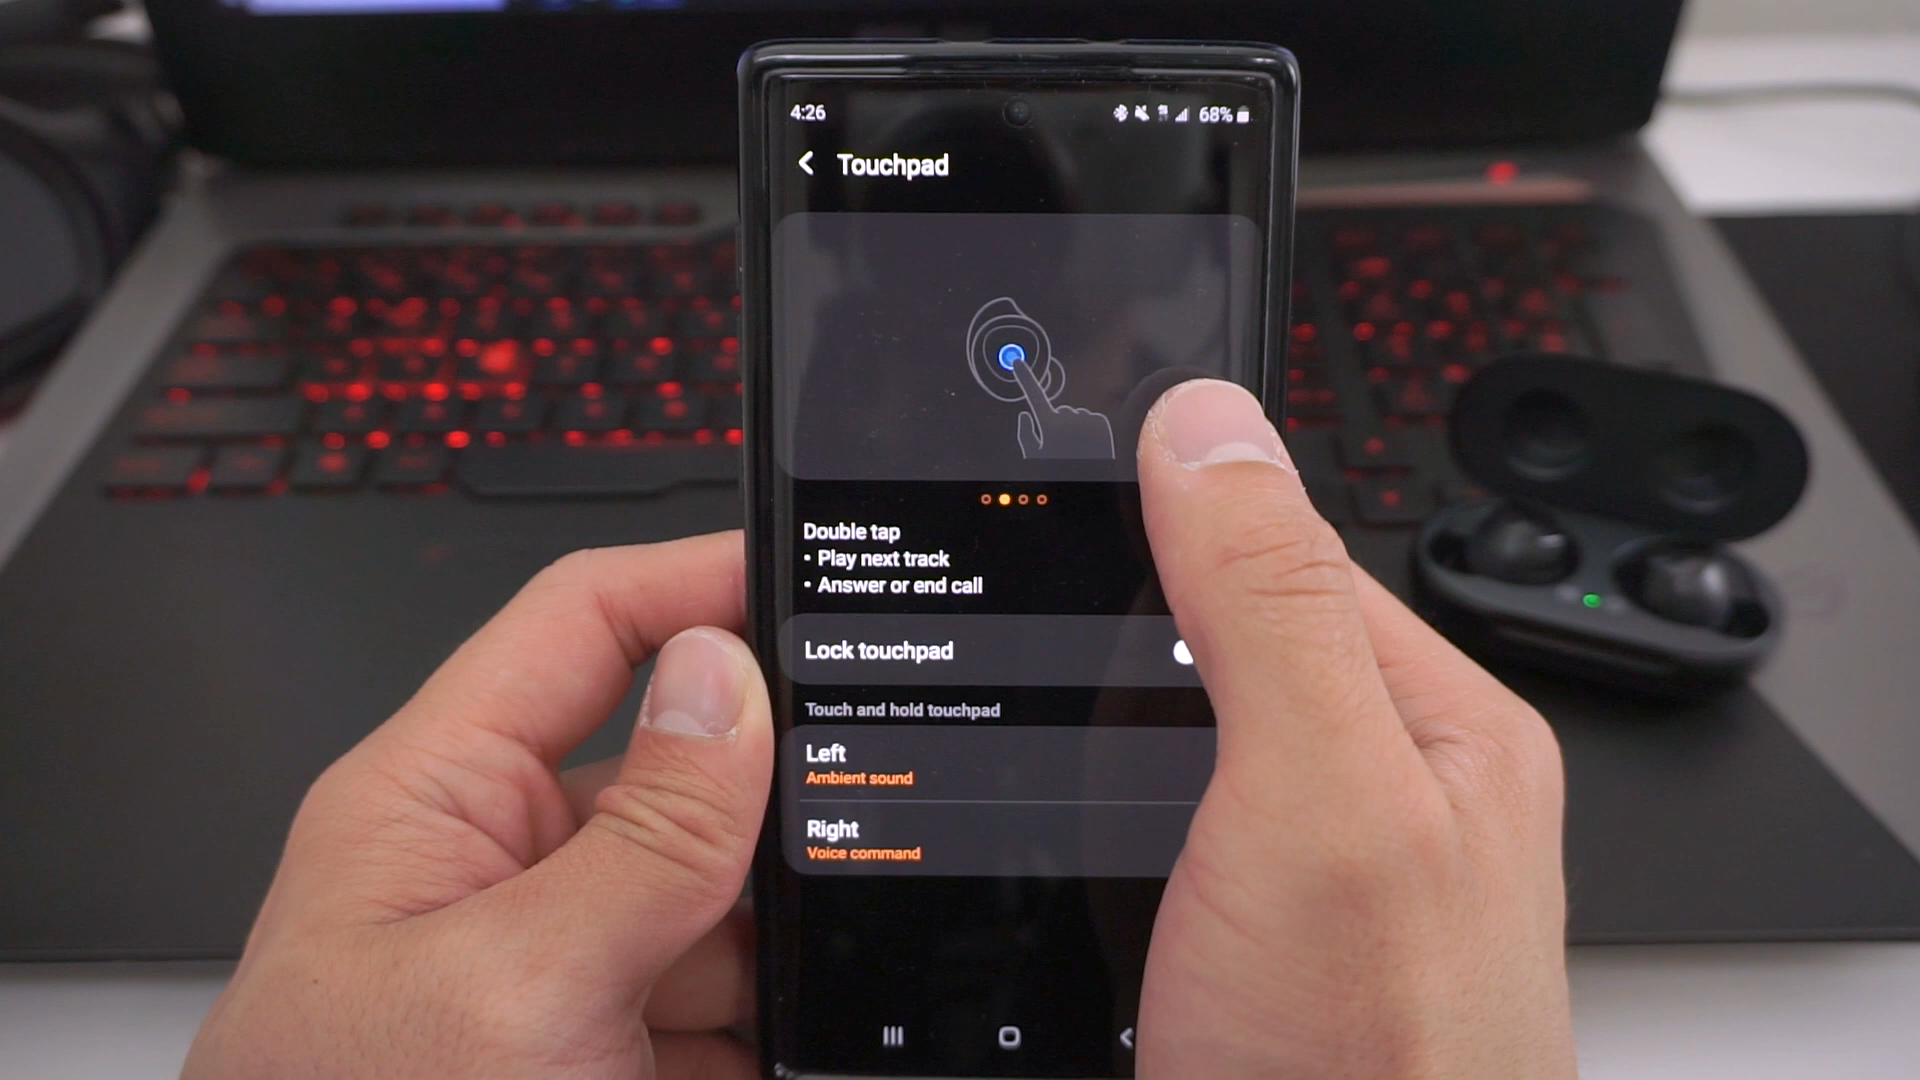 4:26
68%
Touchpad
Double tap
• Play next track
• Answer or end call
Lock touchpad
Touch and hold touchpad
Left
Ambient sound
Right
Voice command